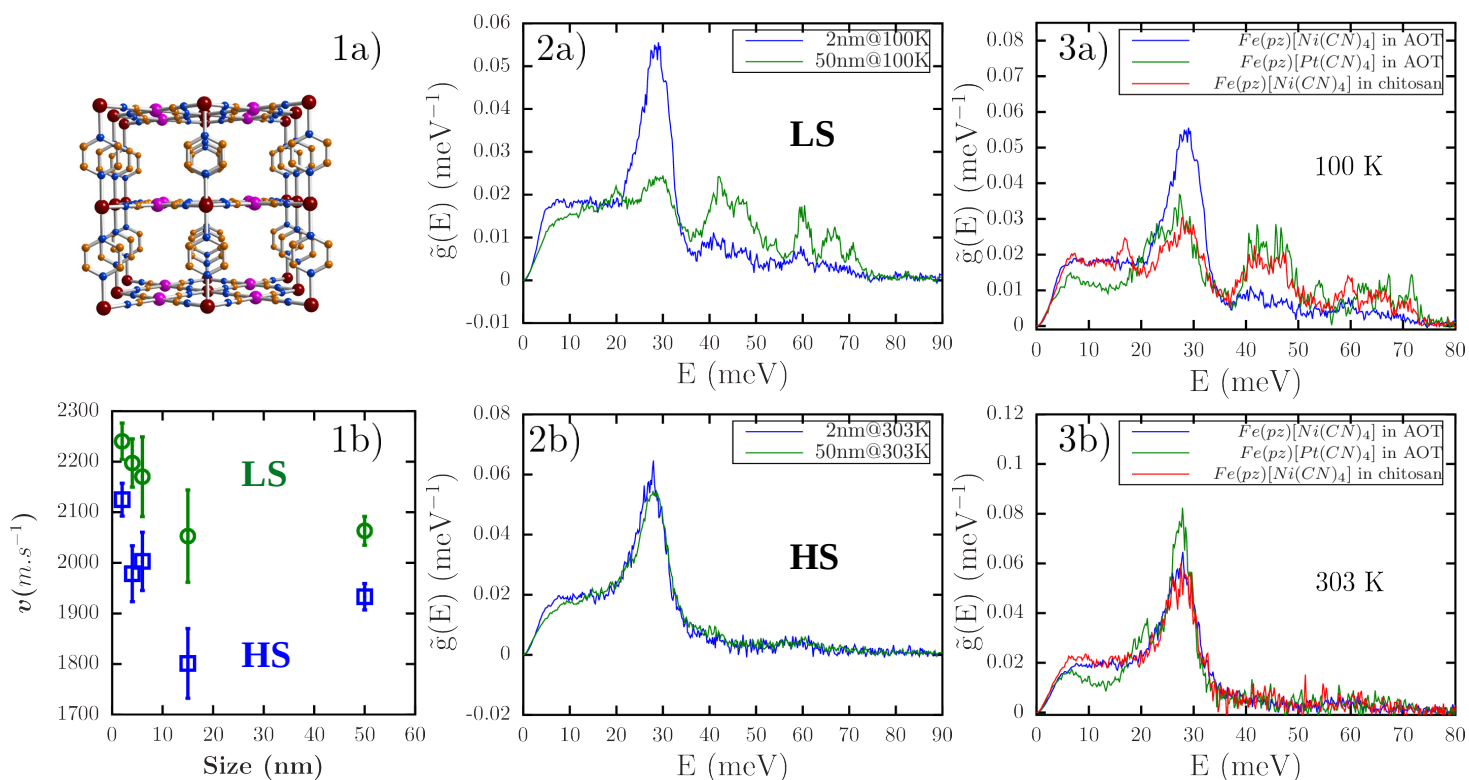 1a)
2a)
2nm@100K
50nm@100K
LS
g̃(E) (meV⁻¹)
0.06
0.05
0.04
0.03
0.02
0.01
0
-0.01
0 10 20 30 40 50 60 70 80 90
E (meV)
3a)
Fe(pz)[Ni(CN)₄] in AOT
Fe(pz)[Pt(CN)₄] in AOT
Fe(pz)[Ni(CN)₄] in chitosan
100 K
g̃(E) (meV⁻¹)
0.08
0.07
0.06
0.05
0.04
0.03
0.02
0.01
0
0 10 20 30 40 50 60 70 80
E (meV)
1b)
LS
HS
v(m.s⁻¹)
2300
2200
2100
2000
1900
1800
1700
0 10 20 30 40 50 60
Size (nm)
2b)
2nm@303K
50nm@303K
HS
g̃(E) (meV⁻¹)
0.08
0.06
0.04
0.02
0
-0.02
0 10 20 30 40 50 60 70 80 90
E (meV)
3b)
Fe(pz)[Ni(CN)₄] in AOT
Fe(pz)[Pt(CN)₄] in AOT
Fe(pz)[Ni(CN)₄] in chitosan
303 K
g̃(E) (meV⁻¹)
0.12
0.1
0.08
0.06
0.04
0.02
0
0 10 20 30 40 50 60 70 80
E (meV)